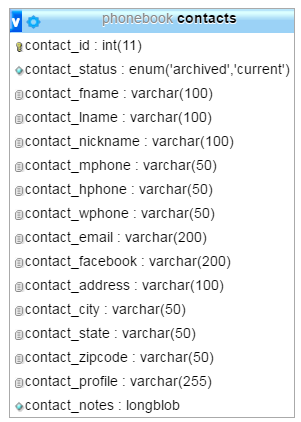 v phonebook contacts
contact_id : int(11)
contact_status : enum('archived','current')
contact_fname : varchar(100)
contact_lname : varchar(100)
contact_nickname : varchar(100)
contact_mphone : varchar(50)
contact_hphone : varchar(50)
contact_wphone : varchar(50)
contact_email : varchar(200)
contact_facebook : varchar(200)
contact_address : varchar(100)
contact_city : varchar(50)
contact_state : varchar(50)
contact_zipcode : varchar(50)
contact_profile : varchar(255)
contact_notes : longblob